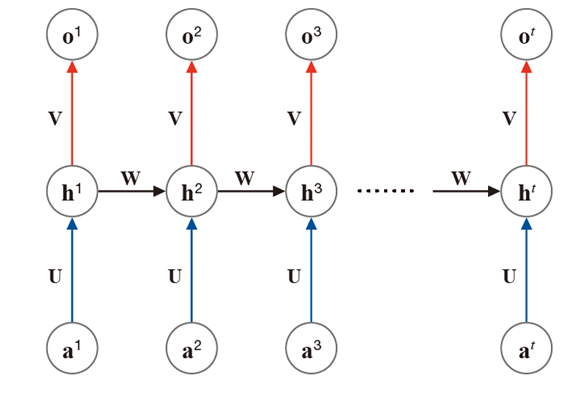 o¹ o² o³ oᵗ
V V V V
W W W
h¹ h² h³ ....... hᵗ
U U U U
a¹ a² a³ aᵗ